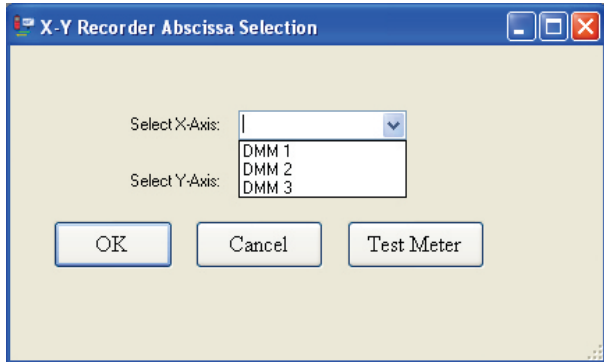 X-Y Recorder Abscissa Selection
Select X-Axis:
DMM 1
DMM 2
DMM 3
Select Y-Axis:
OK Cancel Test Meter